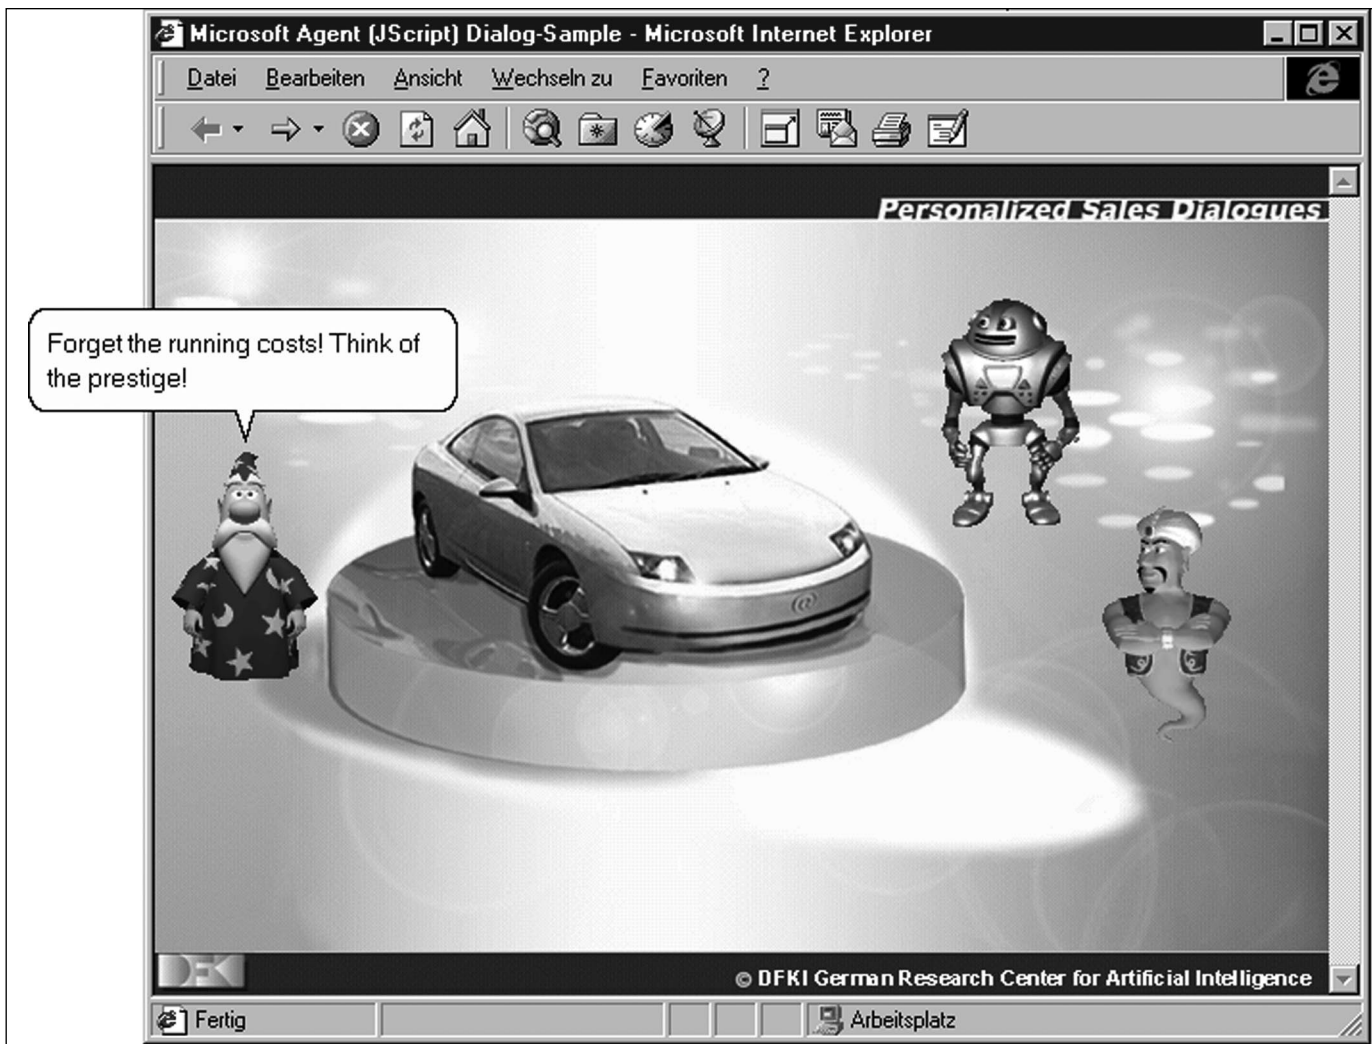 Microsoft Agent (JScript) Dialog-Sample - Microsoft Internet Explorer
Datei Bearbeiten Ansicht Wechseln zu Favoriten ?
Personalized Sales Dialogues
Forget the running costs! Think of
the prestige!
@
DFKI
© DFKI German Research Center for Artificial Intelligence
Fertig Arbeitsplatz